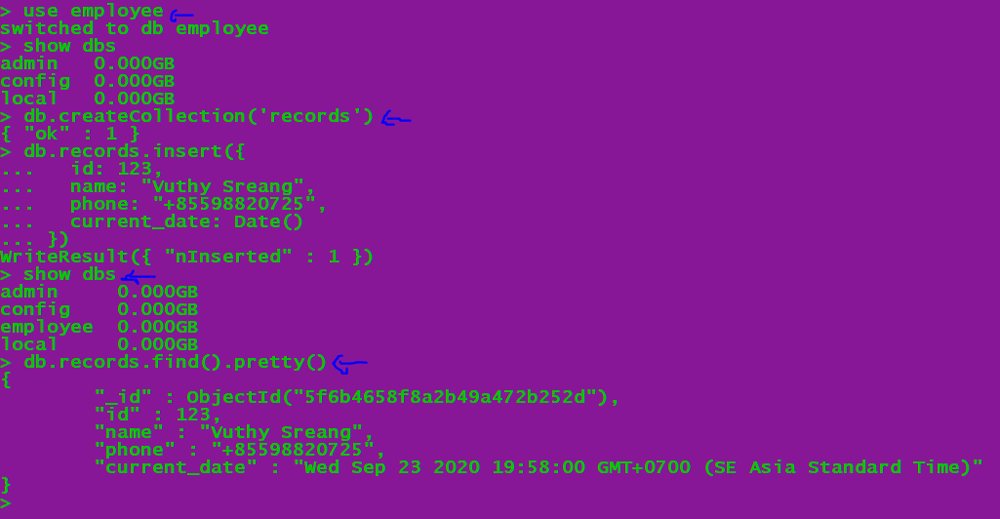 > use employee
switched to db employee
> show dbs
admin   0.000GB
config  0.000GB
local   0.000GB
> db.createCollection('records')
{ "ok" : 1 }
> db.records.insert({
...   id: 123,
...   name: "Vuthy Sreang",
...   phone: "+85598820725",
...   current_date: Date()
... })
WriteResult({ "nInserted" : 1 })
> show dbs
admin     0.000GB
config    0.000GB
employee  0.000GB
local     0.000GB
> db.records.find().pretty()
{
        "_id" : ObjectId("5f6b4658f8a2b49a472b252d"),
        "id" : 123,
        "name" : "Vuthy Sreang",
        "phone" : "+85598820725",
        "current_date" : "Wed Sep 23 2020 19:58:00 GMT+0700 (SE Asia Standard Time)"
}
>